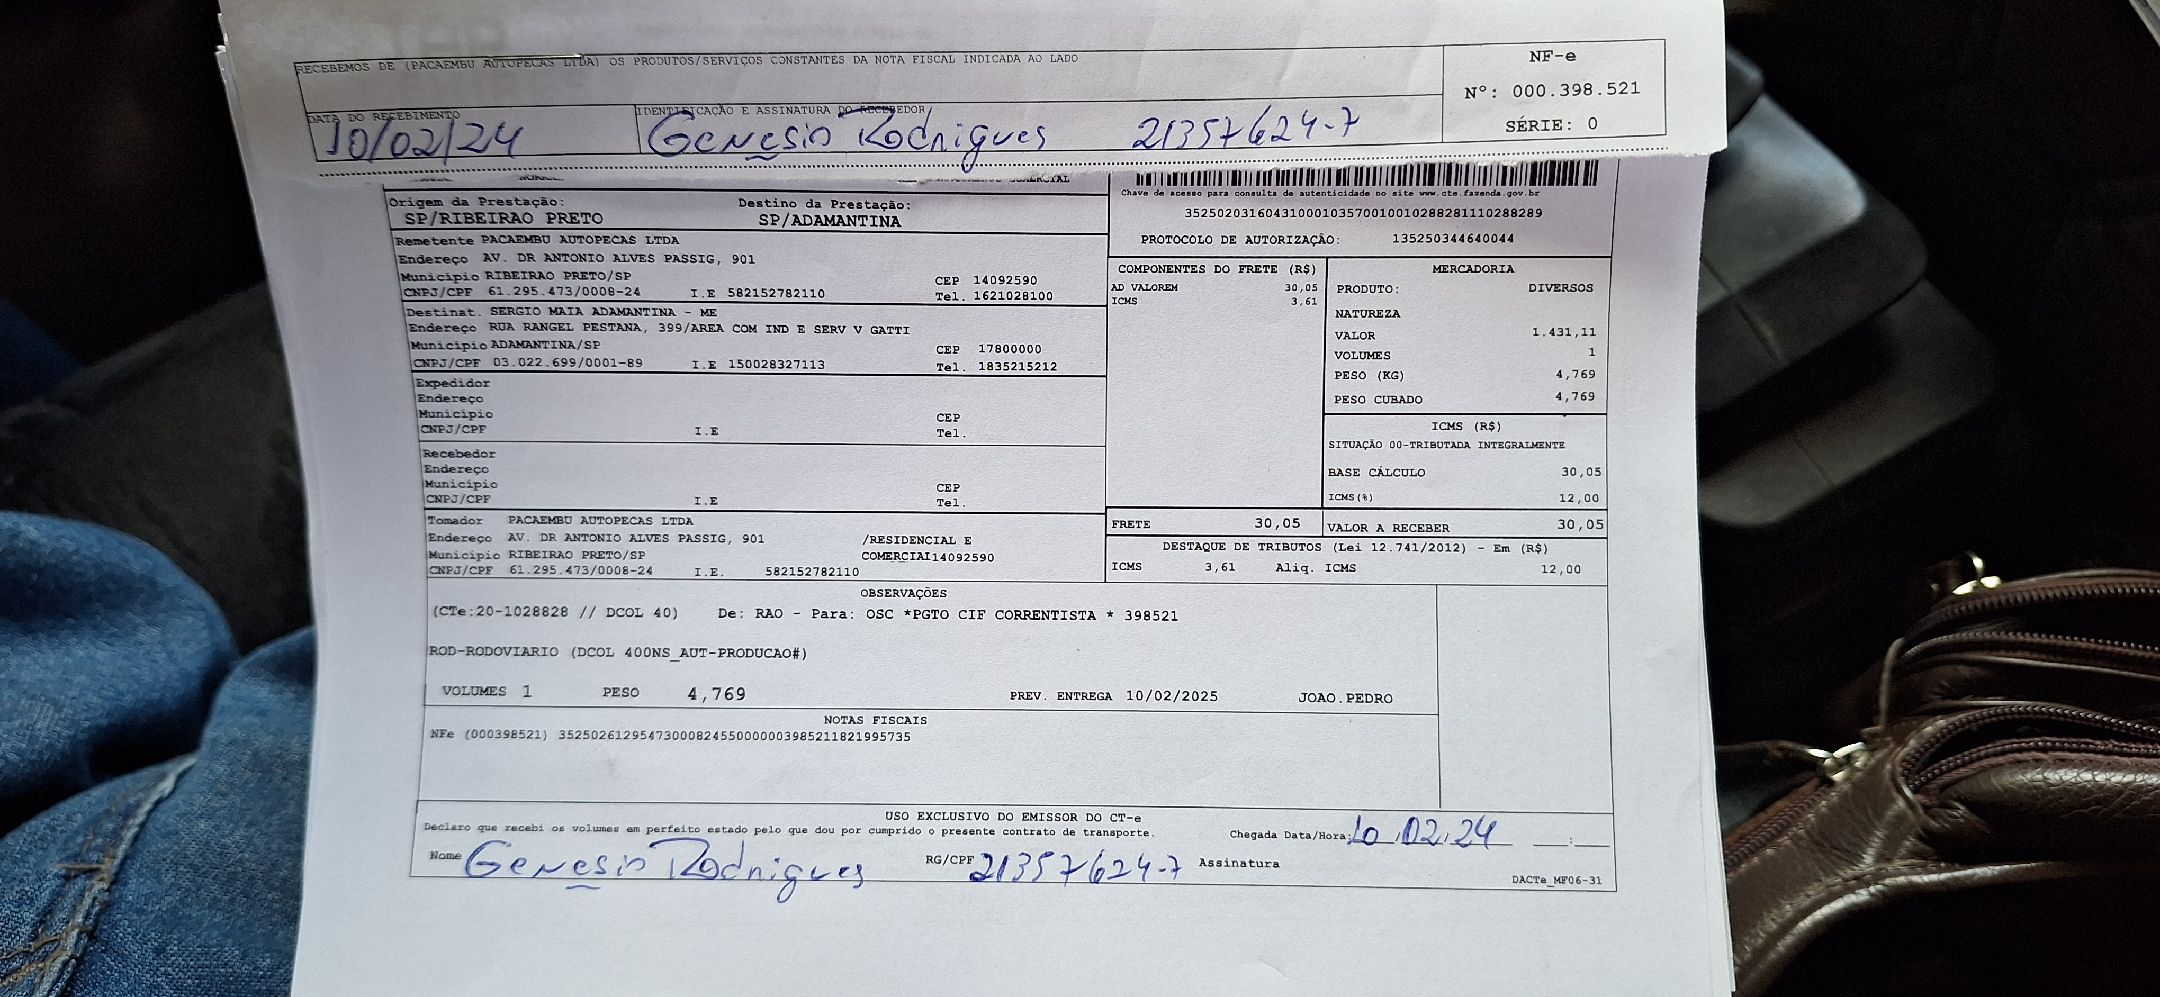 RECEBEMOS DE (PACAEMBU AUTOPECAS LTDA) OS PRODUTOS/SERVIÇOS CONSTANTES DA NOTA FISCAL INDICADA AO LADO
NF-e
Nº: 000.398.521
SÉRIE: 0
DATA DO RECEBIMENTO
10/02/24
IDENTIFICAÇÃO E ASSINATURA DO RECEBEDOR
Genesio Rodrigues 21357624-7
Chave de acesso para consulta de autenticidade no site www.cte.fazenda.gov.br
35250203160431000103570010010288281110288289
PROTOCOLO DE AUTORIZAÇÃO: 135250344640044
Origem da Prestação:
SP/RIBEIRAO PRETO
Destino da Prestação:
SP/ADAMANTINA
Remetente PACAEMBU AUTOPECAS LTDA
Endereço AV. DR ANTONIO ALVES PASSIG, 901
Município RIBEIRAO PRETO/SP CEP 14092590
CNPJ/CPF 61.295.473/0008-24 I.E 582152782110 Tel. 1621028100
Destinat. SERGIO MAIA ADAMANTINA - ME
Endereço RUA RANGEL PESTANA, 399/AREA COM IND E SERV V GATTI
Município ADAMANTINA/SP CEP 17800000
CNPJ/CPF 03.022.699/0001-89 I.E 150028327113 Tel. 1835215212
Expedidor
Endereço
Município CEP
CNPJ/CPF I.E Tel.
Recebedor
Endereço
Município CEP
CNPJ/CPF I.E Tel.
Tomador PACAEMBU AUTOPECAS LTDA
Endereço AV. DR ANTONIO ALVES PASSIG, 901 /RESIDENCIAL E
Município RIBEIRAO PRETO/SP COMERCIAL14092590
CNPJ/CPF 61.295.473/0008-24 I.E. 582152782110
COMPONENTES DO FRETE (R$)
AD VALOREM 30,05
ICMS 3,61
MERCADORIA
PRODUTO: DIVERSOS
NATUREZA
VALOR 1.431,11
VOLUMES 1
PESO (KG) 4,769
PESO CUBADO 4,769
ICMS (R$)
SITUAÇÃO 00-TRIBUTADA INTEGRALMENTE
BASE CÁLCULO 30,05
ICMS(%) 12,00
FRETE 30,05
VALOR A RECEBER 30,05
DESTAQUE DE TRIBUTOS (Lei 12.741/2012) - Em (R$)
ICMS 3,61 Aliq. ICMS 12,00
OBSERVAÇÕES
(CTe:20-1028828 // DCOL 40) De: RAO - Para: OSC *PGTO CIF CORRENTISTA * 398521
ROD-RODOVIARIO (DCOL 400NS_AUT-PRODUCAO#)
VOLUMES 1 PESO 4,769 PREV. ENTREGA 10/02/2025 JOAO.PEDRO
NOTAS FISCAIS
NFe (000398521) 35250261295473000824550000003985211821995735
USO EXCLUSIVO DO EMISSOR DO CT-e
Declaro que recebi os volumes em perfeito estado pelo que dou por cumprido o presente contrato de transporte.
Chegada Data/Hora: 10/02/24 __:__
Nome Genesio Rodrigues RG/CPF 21357624-7 Assinatura
DACTe_MF06-31